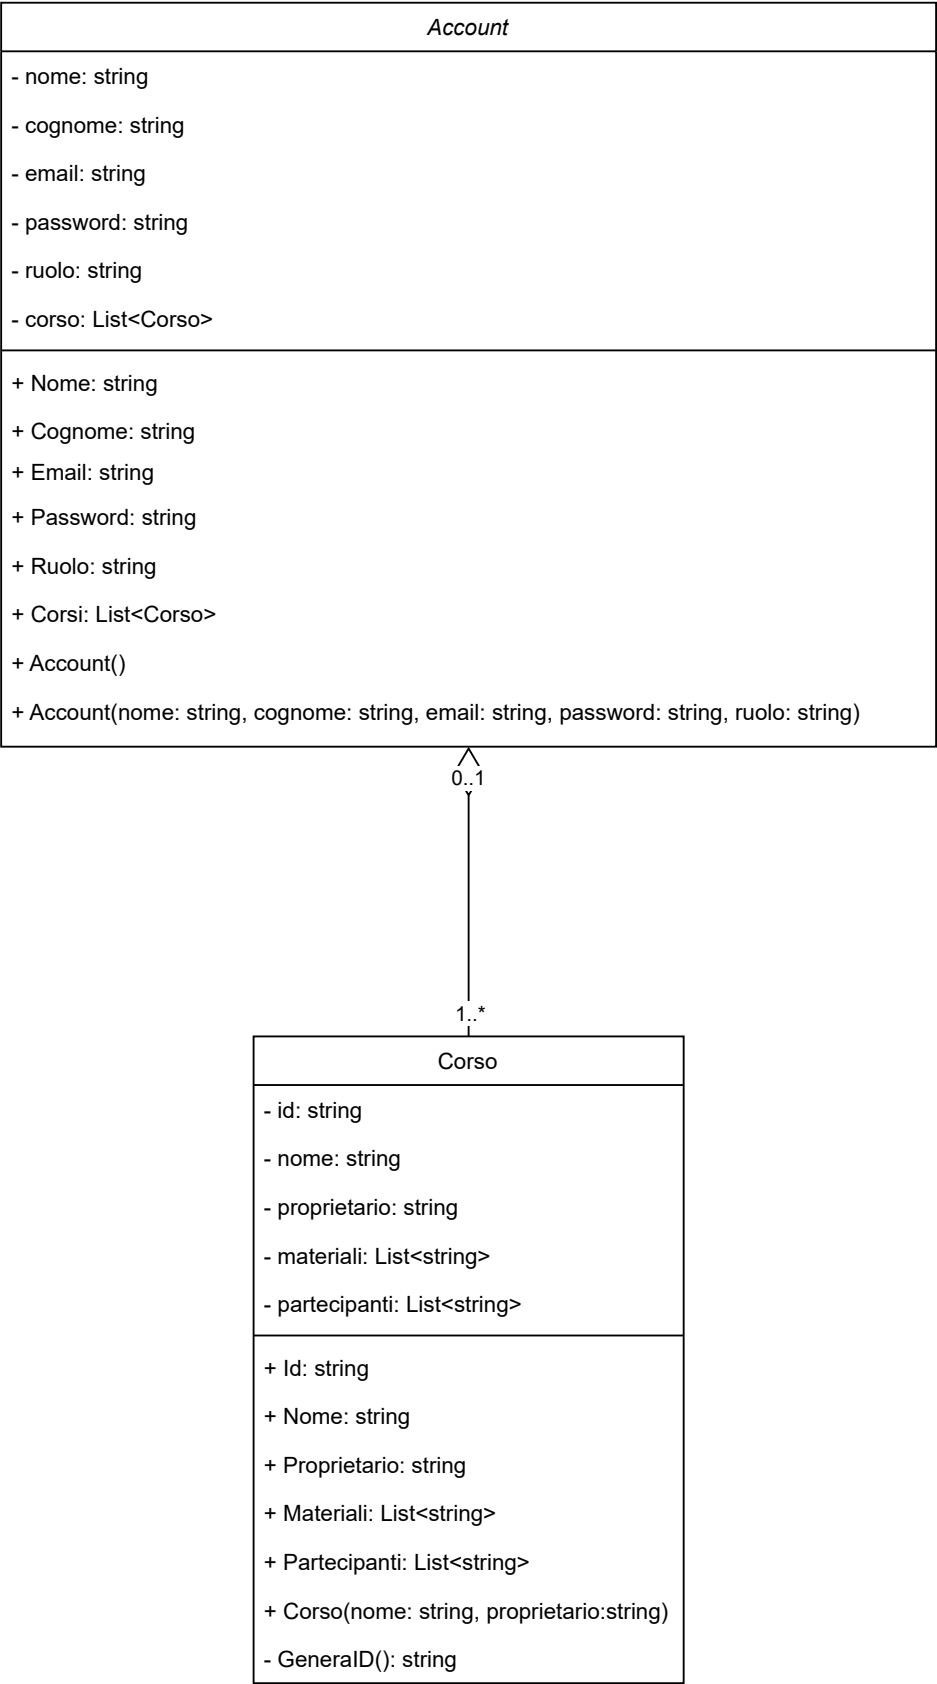 Account
- nome: string
- cognome: string
- email: string
- password: string
- ruolo: string
- corso: List<Corso>
+ Nome: string
+ Cognome: string
+ Email: string
+ Password: string
+ Ruolo: string
+ Corsi: List<Corso>
+ Account()
+ Account(nome: string, cognome: string, email: string, password: string, ruolo: string)
0..1
1..*
Corso
- id: string
- nome: string
- proprietario: string
- materiali: List<string>
- partecipanti: List<string>
+ Id: string
+ Nome: string
+ Proprietario: string
+ Materiali: List<string>
+ Partecipanti: List<string>
+ Corso(nome: string, proprietario:string)
- GeneraID(): string